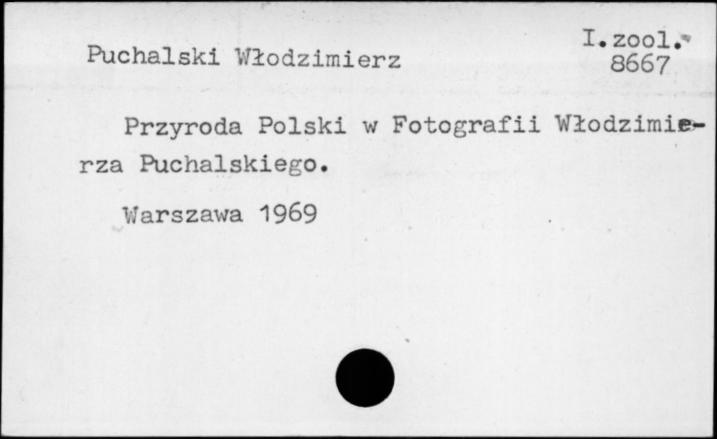 I.zool.
Puchalski Włodzimierz
8667
Przyroda Polski w Fotografii Włodzimie-
rza Puchalskiego.
Warszawa 1969